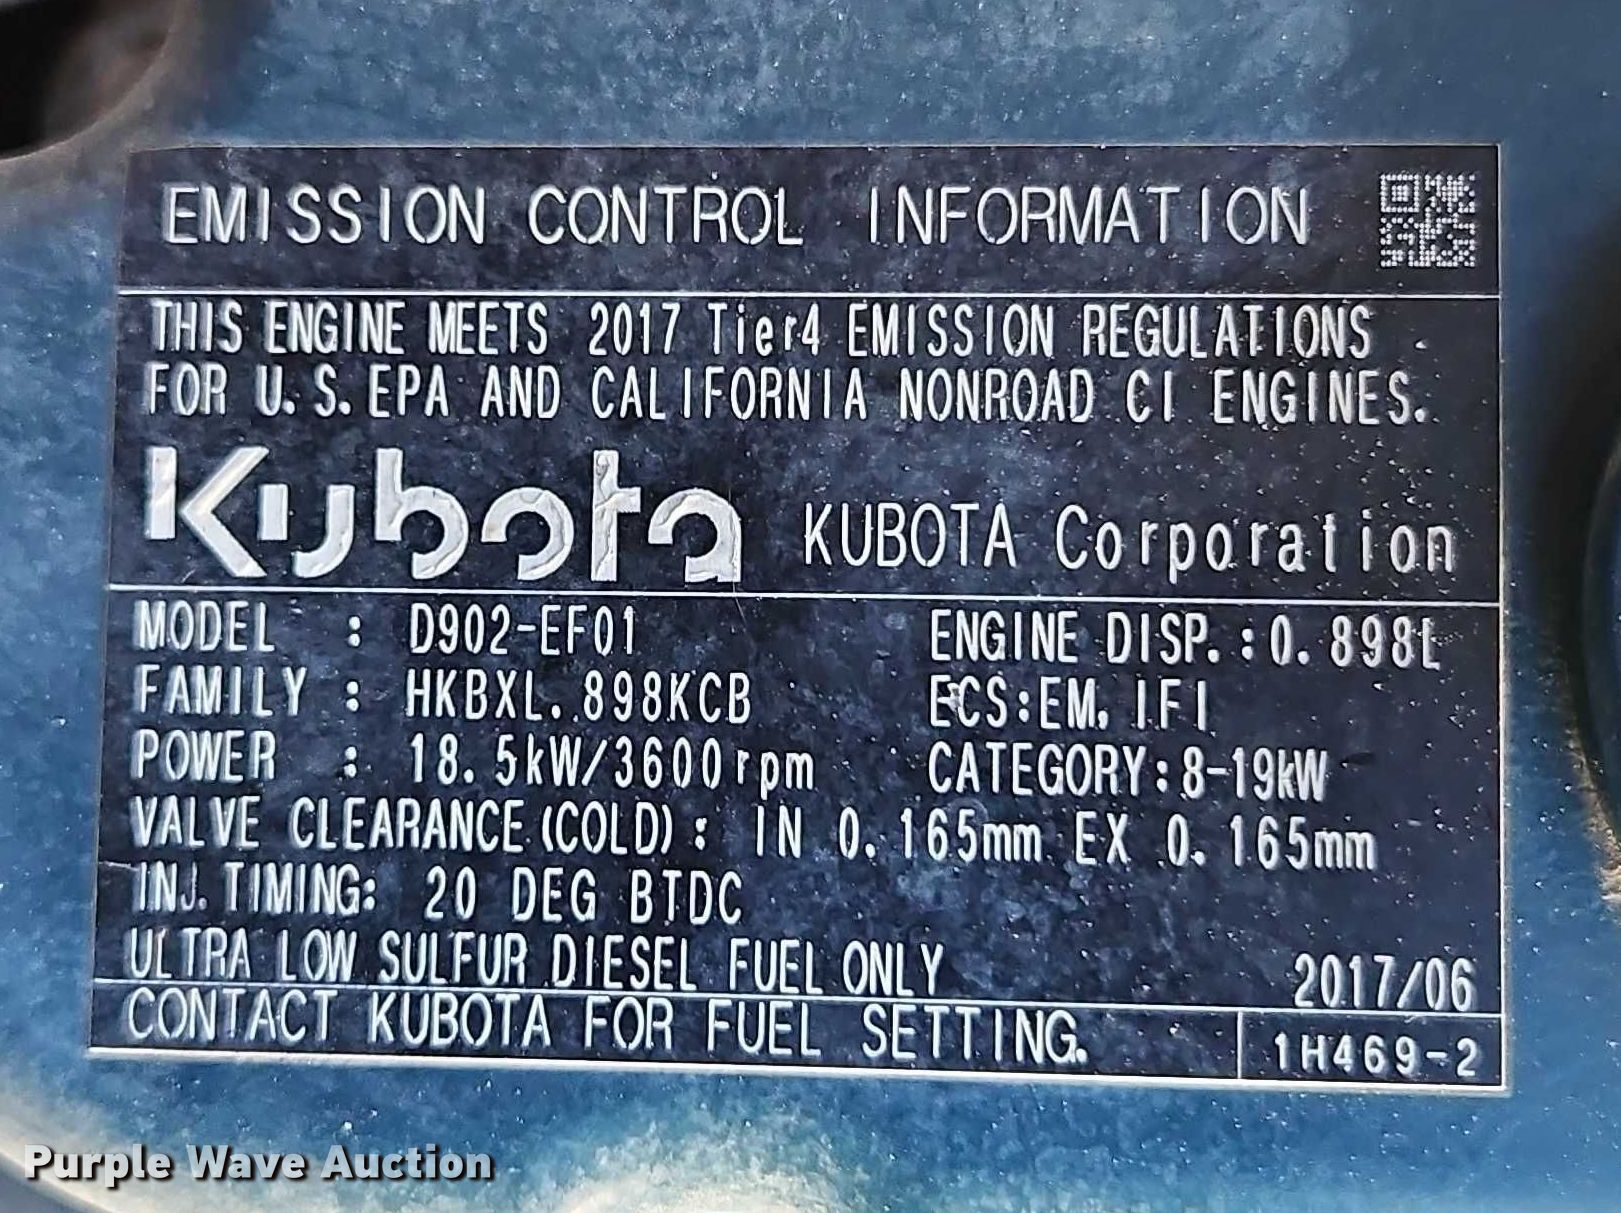 EMISSION CONTROL INFORMATION
THIS ENGINE MEETS 2017 Tier4 EMISSION REGULATIONS
FOR U.S.EPA AND CALIFORNIA NONROAD CI ENGINES.
Kubota KUBOTA Corporation
MODEL : D902-EF01 ENGINE DISP.:0.898L
FAMILY : HKBXL.898KCB ECS:EM,IFI
POWER : 18.5kW/3600rpm CATEGORY:8-19kW
VALVE CLEARANCE(COLD): IN 0.165mm EX 0.165mm
INJ.TIMING: 20 DEG BTDC
ULTRA LOW SULFUR DIESEL FUEL ONLY 2017/06
CONTACT KUBOTA FOR FUEL SETTING. 1H469-2
Purple Wave Auction